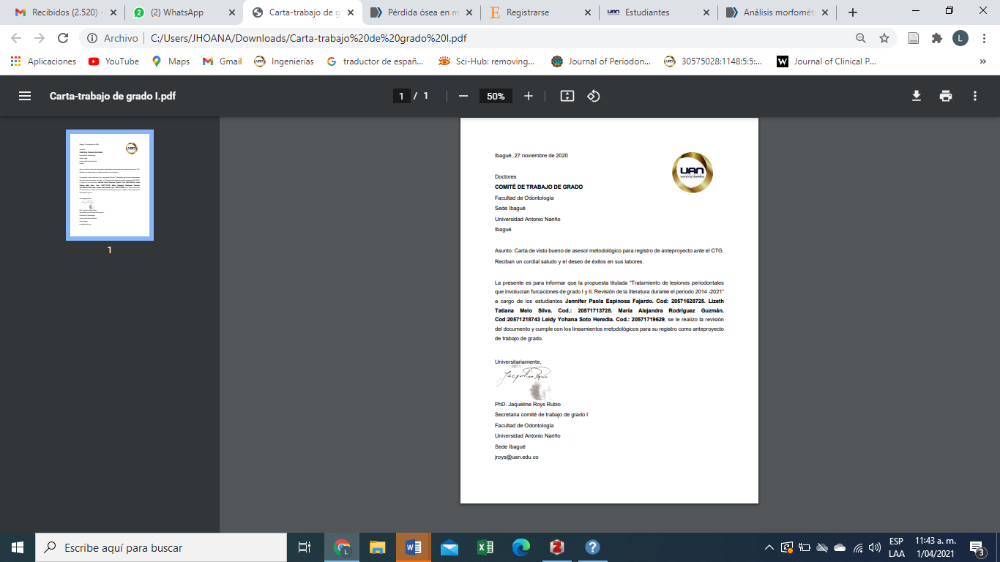 Recibidos (2.520) -
(2) WhatsApp
Carta-trabajo de g
Pérdida ósea en m
Registrarse
Estudiantes
Análisis morfomét
Archivo
C:/Users/JHOANA/Downloads/Carta-trabajo%20de%20grado%20I.pdf
L
Aplicaciones
YouTube
Maps
Gmail
Ingenierías
traductor de españ...
Sci-Hub: removing...
Journal of Periodon...
30575028:1148:5:5:...
Journal of Clinical P...
»
Carta-trabajo de grado I.pdf
1 / 1
50%
1
Ibagué, 27 noviembre de 2020
UAN
Doctores
COMITÉ DE TRABAJO DE GRADO
Facultad de Odontología
Sede Ibagué
Universidad Antonio Nariño
Ibagué
Asunto: Carta de visto bueno de asesor metodológico para registro de anteproyecto ante el CTG.
Reciban un cordial saludo y el deseo de éxitos en sus labores.
La presente es para informar que la propuesta titulada “Tratamiento de lesiones periodontales
que involucran furcaciones de grado I y II. Revisión de la literatura durante el periodo 2014 -2021”
a cargo de los estudiantes Jennifer Paola Espinosa Fajardo. Cod: 20571628725. Lizeth
Tatiana Melo Silva. Cod.: 20571713728. María Alejandra Rodríguez Guzmán.
Cod:20571218743 Leidy Yohana Soto Heredia. Cod.: 20571719629, se le realizo la revisión
del documento y cumple con los lineamientos metodológicos para su registro como anteproyecto
de trabajo de grado.
Universitariamente,
PhD. Jaqueline Roys Rubio
Secretaria comité de trabajo de grado I
Facultad de Odontología
Universidad Antonio Nariño
Sede Ibagué
jroys@uan.edu.co
Escribe aquí para buscar
ESP
LAA
11:43 a. m.
1/04/2021
3